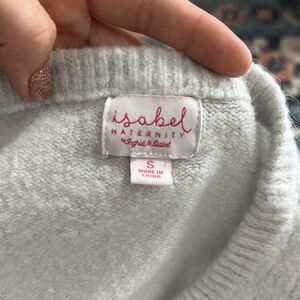 isabel
MATERNITY
by Ingrid & Isabel
S
MADE IN
CHINA